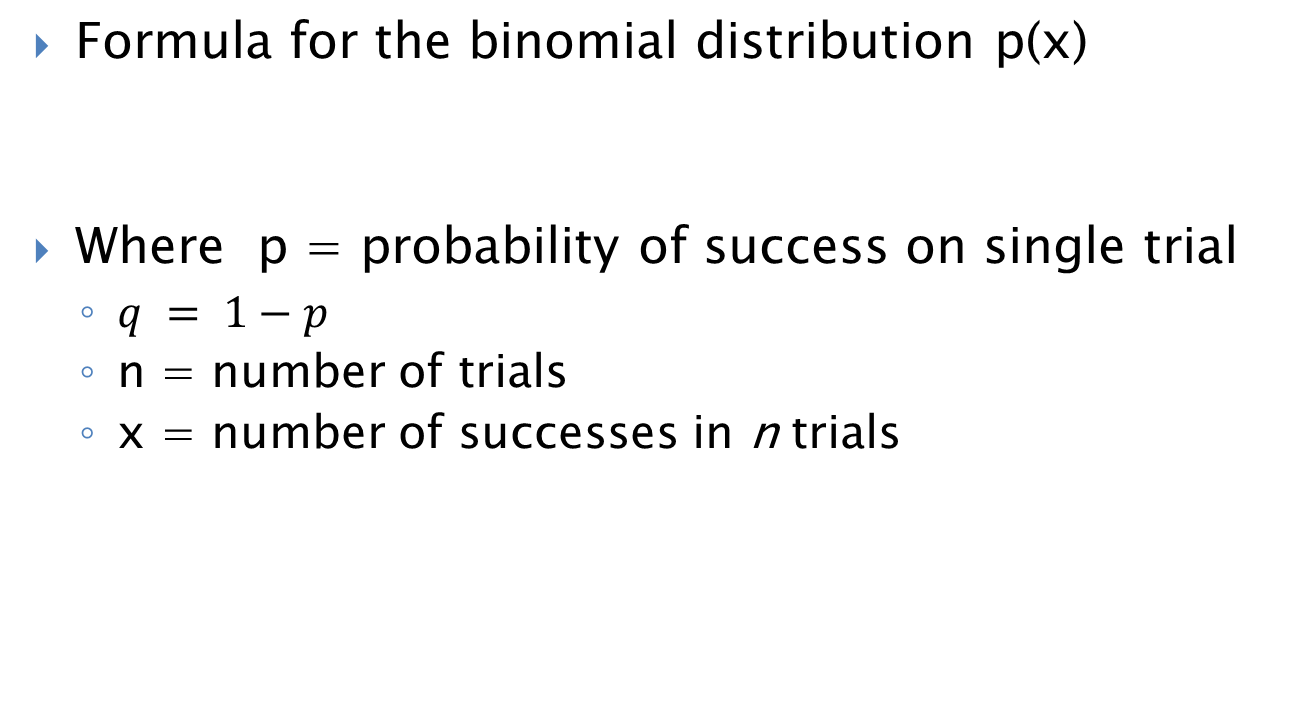 Formula for the binomial distribution p(x)
Where p = probability of success on single trial
q = 1 − p
n = number of trials
x = number of successes in n trials